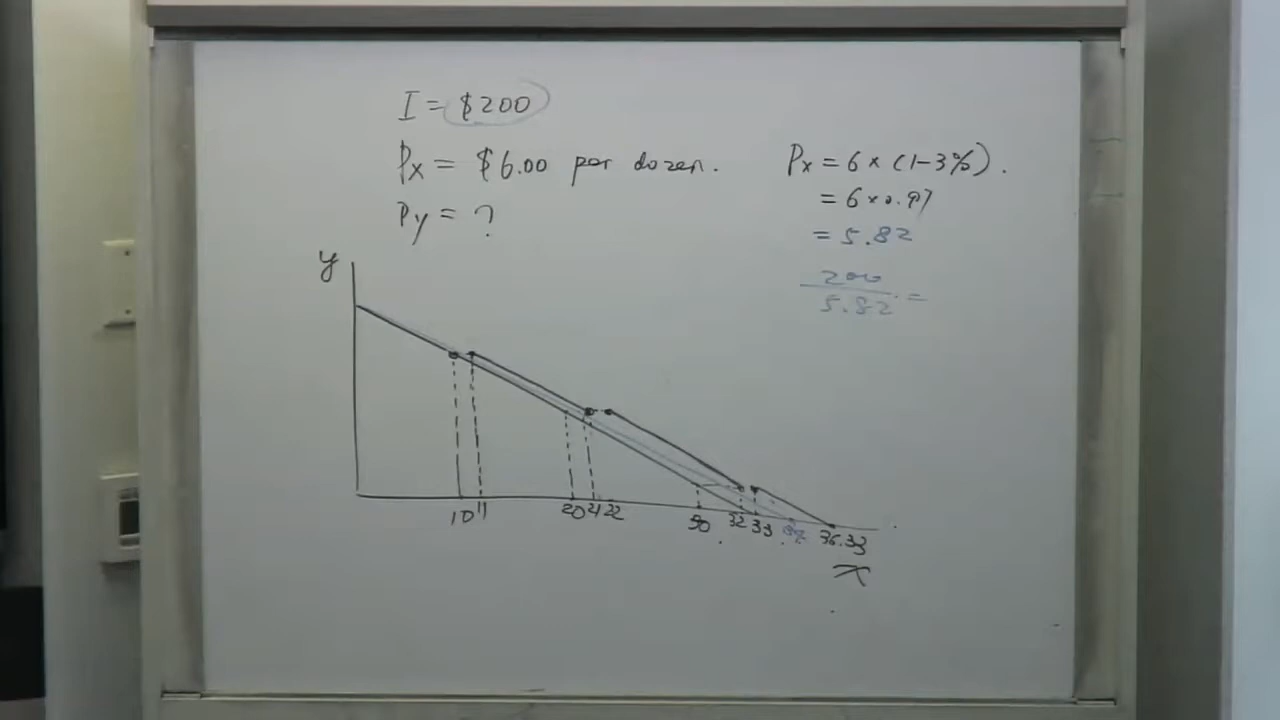 I = $200
Px = $6.00 per dozen.
Py = ?
Px = 6 × (1-3%).
= 6×0.97
= 5.82
200
5.82 =
y
10 11 20 21 22 30 32 33 36.33
x